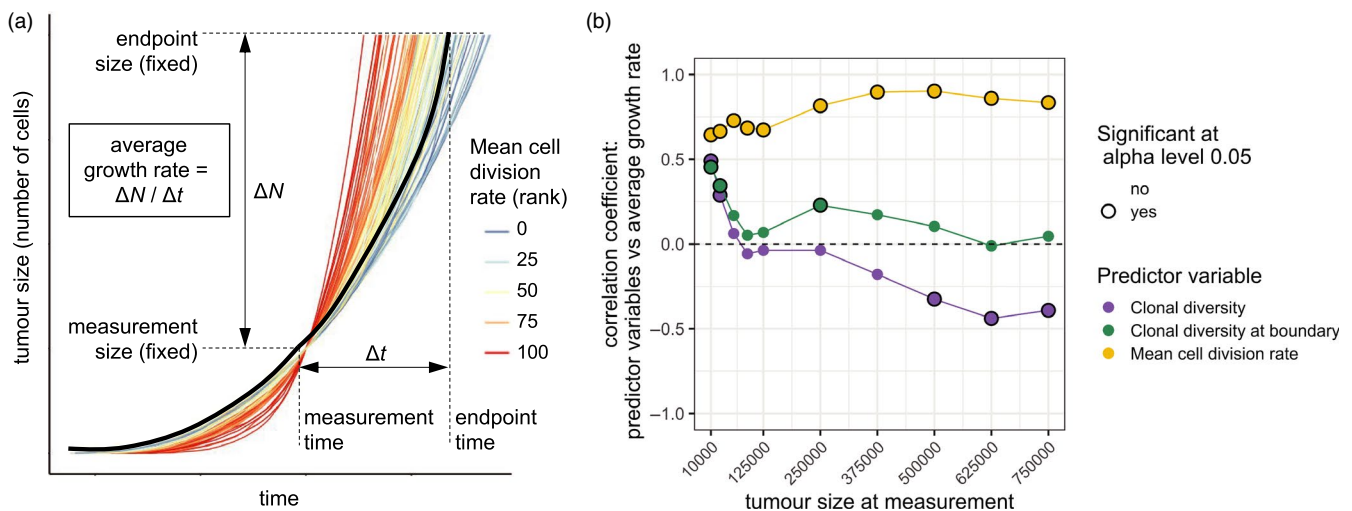 (a)
tumour size (number of cells)
endpoint
size (fixed)
average
growth rate =
ΔN / Δt
ΔN
measurement
size (fixed)
Δt
measurement
time
endpoint
time
time
Mean cell
division
rate (rank)
0
25
50
75
100
(b)
correlation coefficient:
predictor variables vs average growth rate
1.0
0.5
0.0
−0.5
−1.0
10000
125000
250000
375000
500000
625000
750000
tumour size at measurement
Significant at
alpha level 0.05
no
yes
Predictor variable
Clonal diversity
Clonal diversity at boundary
Mean cell division rate